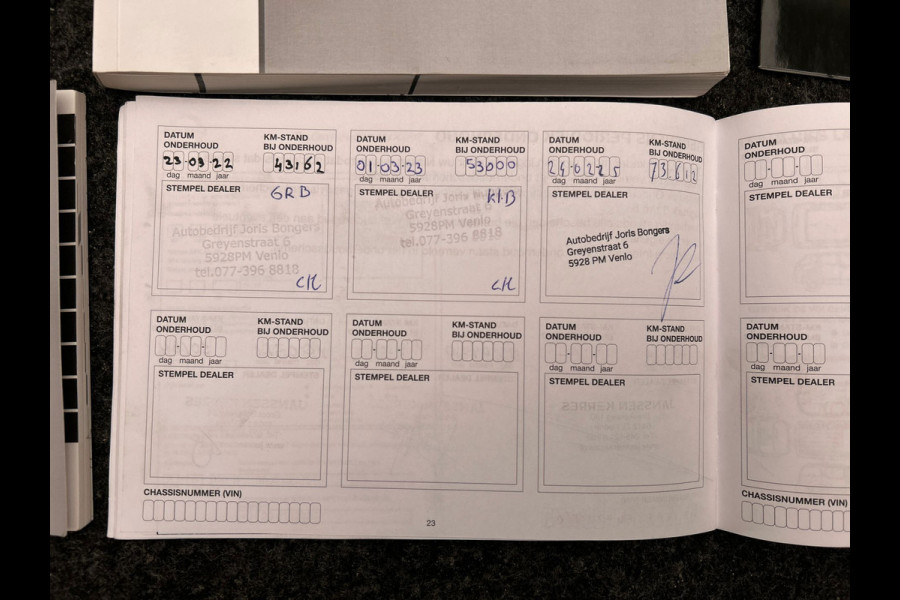 DATUM
ONDERHOUD
KM-STAND
BIJ ONDERHOUD
23-09-22
43162
dag maand jaar
STEMPEL DEALER
GRB
Autobedrijf Joris Bongers
Greyenstraat 6
5928PM Venlo
tel.077-396 8818
CK
DATUM
ONDERHOUD
KM-STAND
BIJ ONDERHOUD
01-03-23
53000
dag maand jaar
STEMPEL DEALER
KLB
Autobedrijf Joris Bongers
Greyenstraat 6
5928PM Venlo
tel.077-396 8818
CK
DATUM
ONDERHOUD
KM-STAND
BIJ ONDERHOUD
24-02-25
73612
dag maand jaar
STEMPEL DEALER
Autobedrijf Joris Bongers
Greyenstraat 6
5928 PM Venlo
DATUM
ONDERHOUD
dag maand jaar
STEMPEL DEALER
DATUM
ONDERHOUD
KM-STAND
BIJ ONDERHOUD
dag maand jaar
STEMPEL DEALER
DATUM
ONDERHOUD
KM-STAND
BIJ ONDERHOUD
dag maand jaar
STEMPEL DEALER
DATUM
ONDERHOUD
KM-STAND
BIJ ONDERHOUD
dag maand jaar
STEMPEL DEALER
DATUM
ONDERHOUD
dag maand jaar
STEMPEL DEALER
CHASSISNUMMER (VIN)
23
CHASSISNUMMER (VIN)